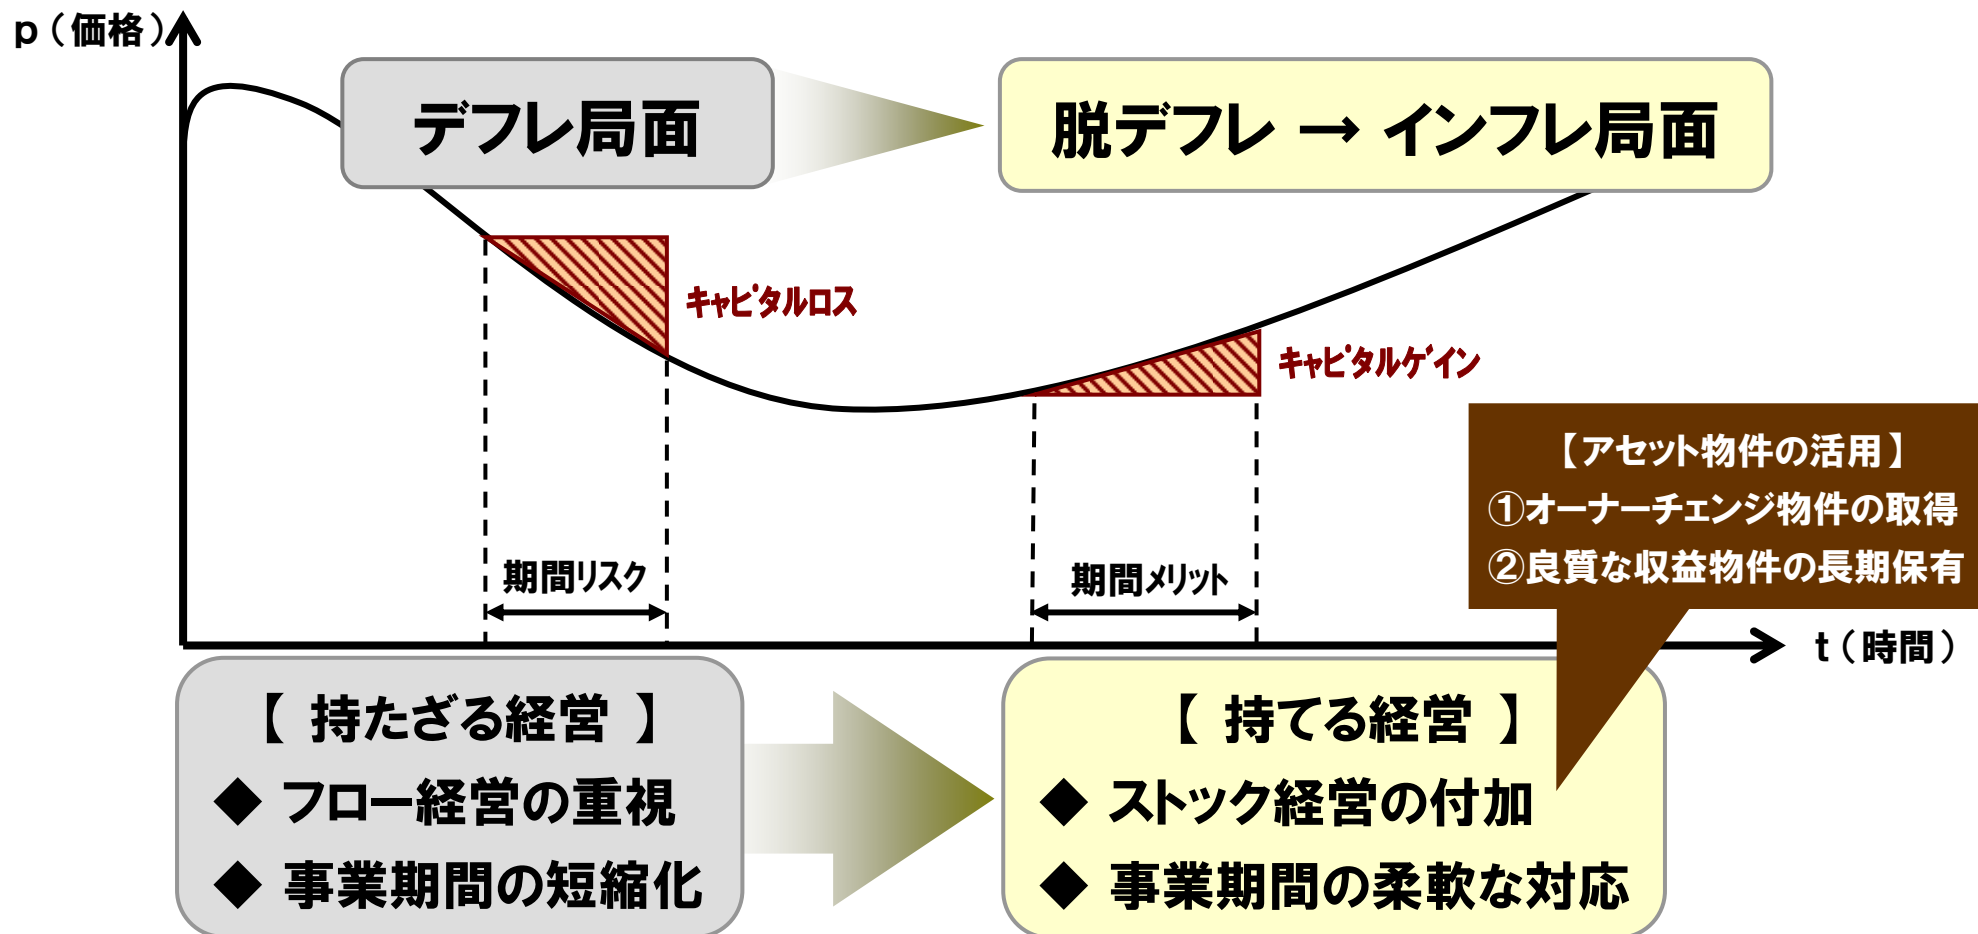 p（価格）
デフレ局面
脱デフレ → インフレ局面
キャピタルロス
キャピタルゲイン
【アセット物件の活用】
①オーナーチェンジ物件の取得
②良質な収益物件の長期保有
期間リスク
期間メリット
t（時間）
【 持たざる経営 】
◆ フロー経営の重視
◆ 事業期間の短縮化
【 持てる経営 】
◆ ストック経営の付加
◆ 事業期間の柔軟な対応